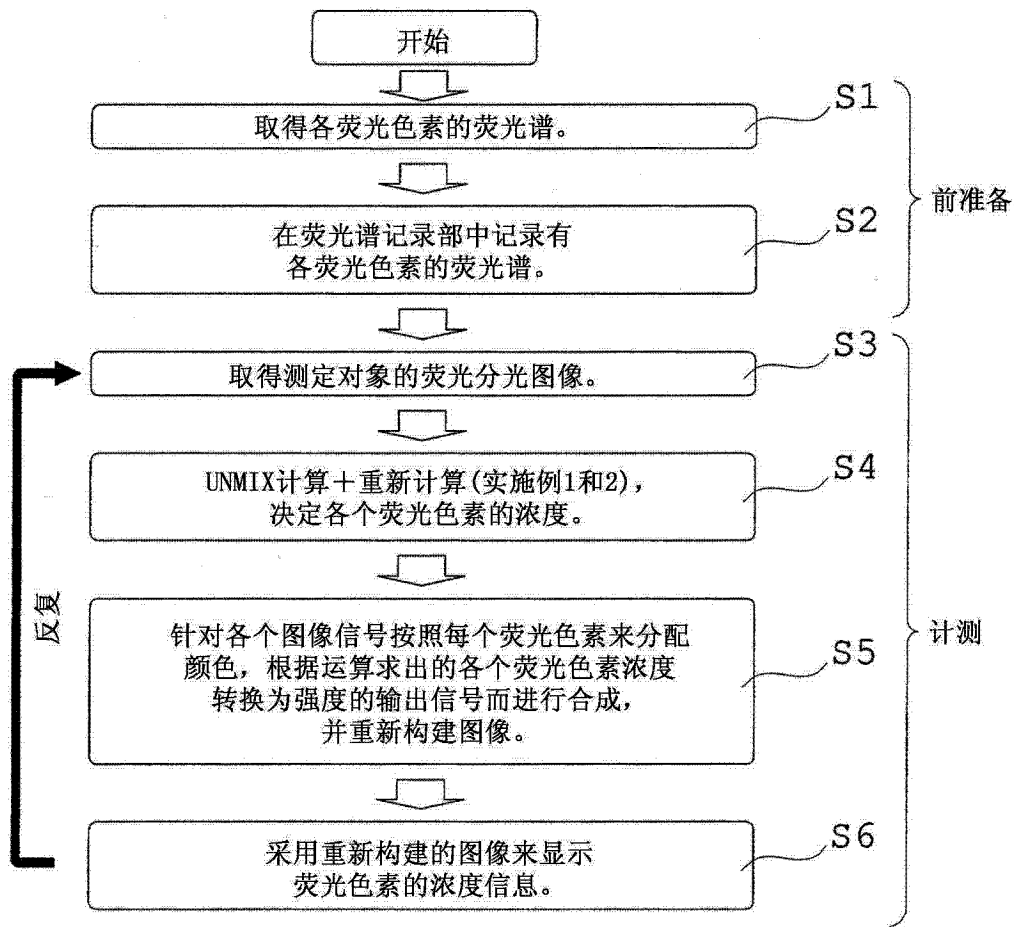 开始
S1
取得各荧光色素的荧光谱。
前准备
S2
在荧光谱记录部中记录有
各荧光色素的荧光谱。
S3
取得测定对象的荧光分光图像。
S4
UNMIX计算＋重新计算(实施例1和2)，
决定各个荧光色素的浓度。
反复
计测
S5
针对各个图像信号按照每个荧光色素来分配
颜色，根据运算求出的各个荧光色素浓度
转换为强度的输出信号而进行合成，
并重新构建图像。
S6
采用重新构建的图像来显示
荧光色素的浓度信息。